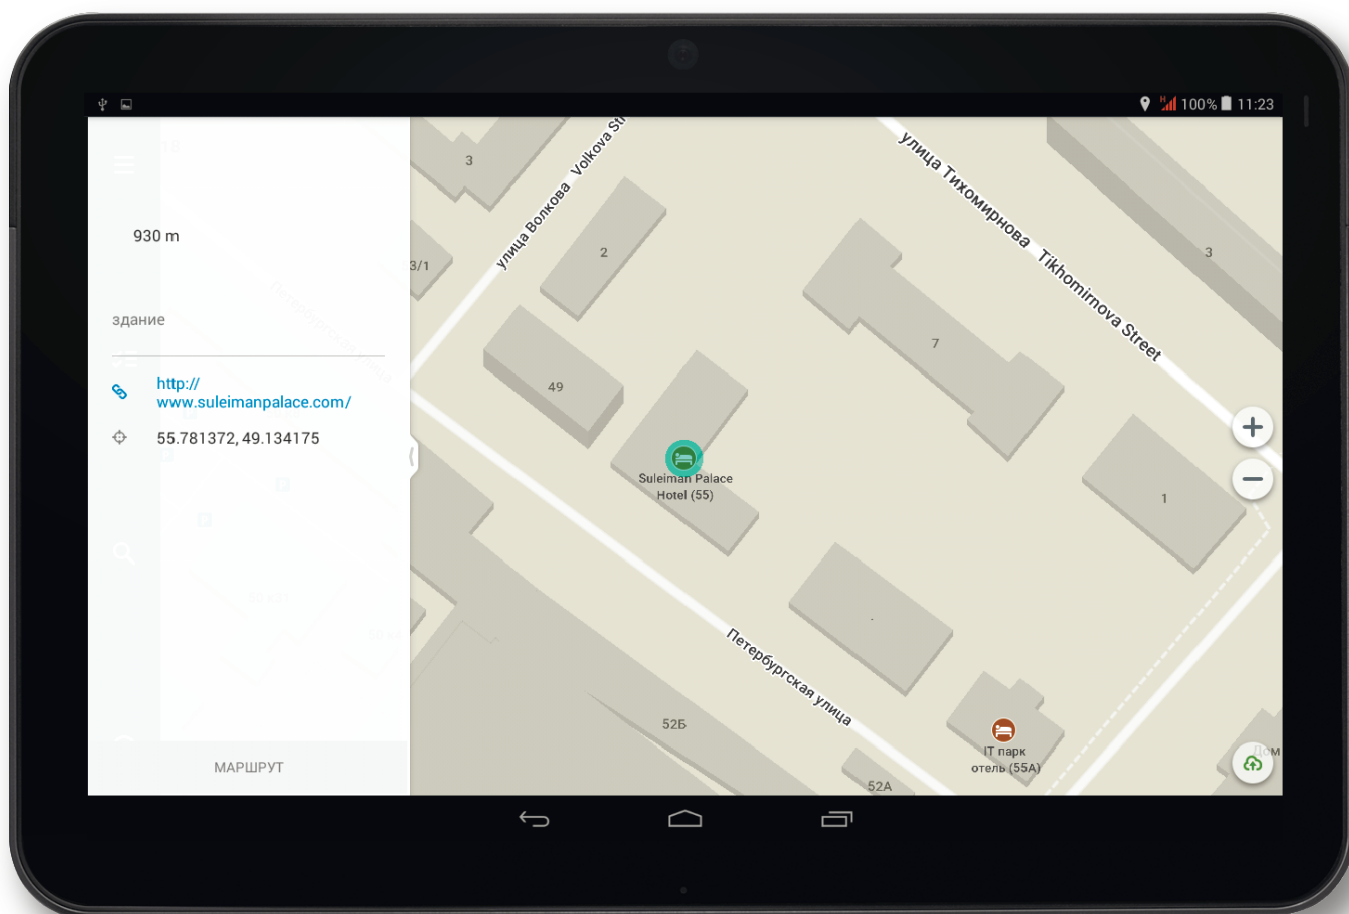 100% 11:23
930 m
здание
http://
www.suleimanpalace.com/
55.781372, 49.134175
МАРШРУТ
3
улица Волкова Volkova Str
3/1
2
49
улица Тихомирнова Tikhomirnova Street
3
7
1
Suleiman Palace
Hotel (55)
Петербургская улица
52Б
52А
IT парк
отель (55А)
Дом